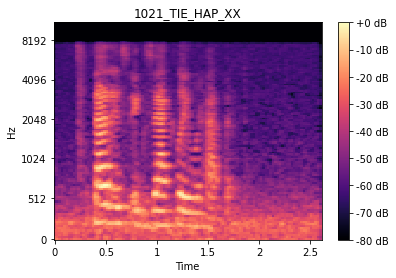 1021_TIE_HAP_XX
+0 dB
8192
-10 dB
4096
-20 dB
-30 dB
2048
Hz
-40 dB
1024
-50 dB
512
-60 dB
-70 dB
0
-80 dB
0 0.5 1 1.5 2 2.5
Time